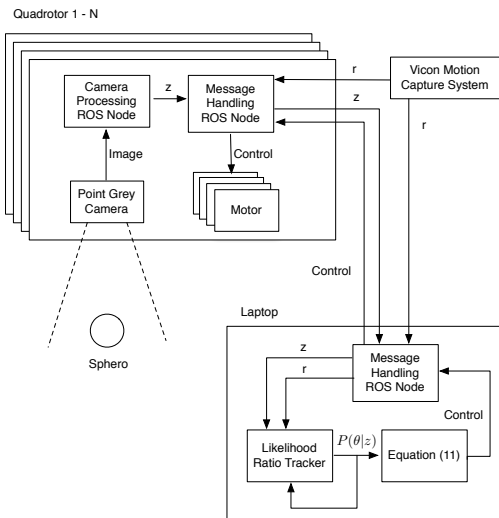 Quadrotor 1 - N
Camera
Processing
ROS Node
z
Message
Handling
ROS Node
r
z
Vicon Motion
Capture System
r
Image
Control
Point Grey
Camera
Motor
Control
Sphero
Laptop
z
r
Message
Handling
ROS Node
Control
Likelihood
Ratio Tracker
P(θ|z)
Equation (11)